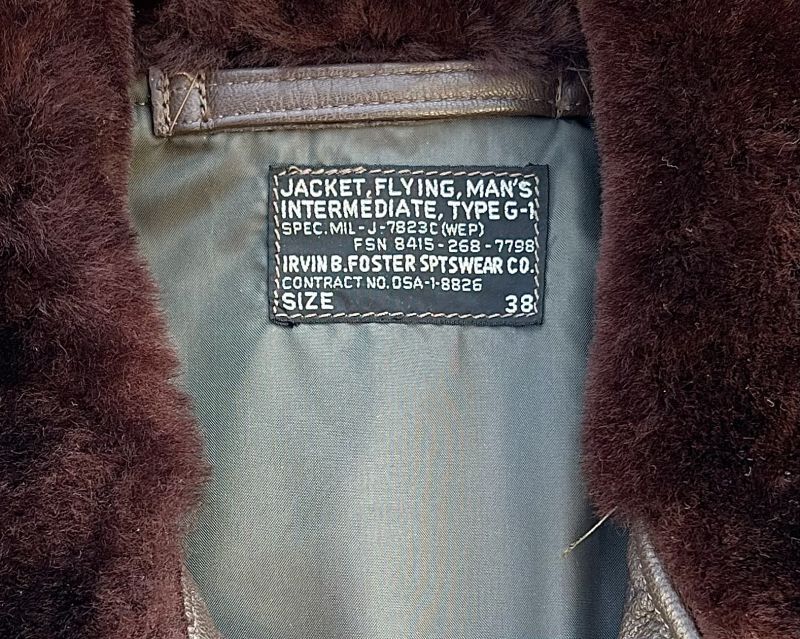 JACKET, FLYING, MAN'S
INTERMEDIATE, TYPE G-1
SPEC. MIL-J-7823C (WEP)
FSN 8415-268-7798
IRVIN B. FOSTER SPTSWEAR CO.
CONTRACT NO. DSA-1-8826
SIZE 38